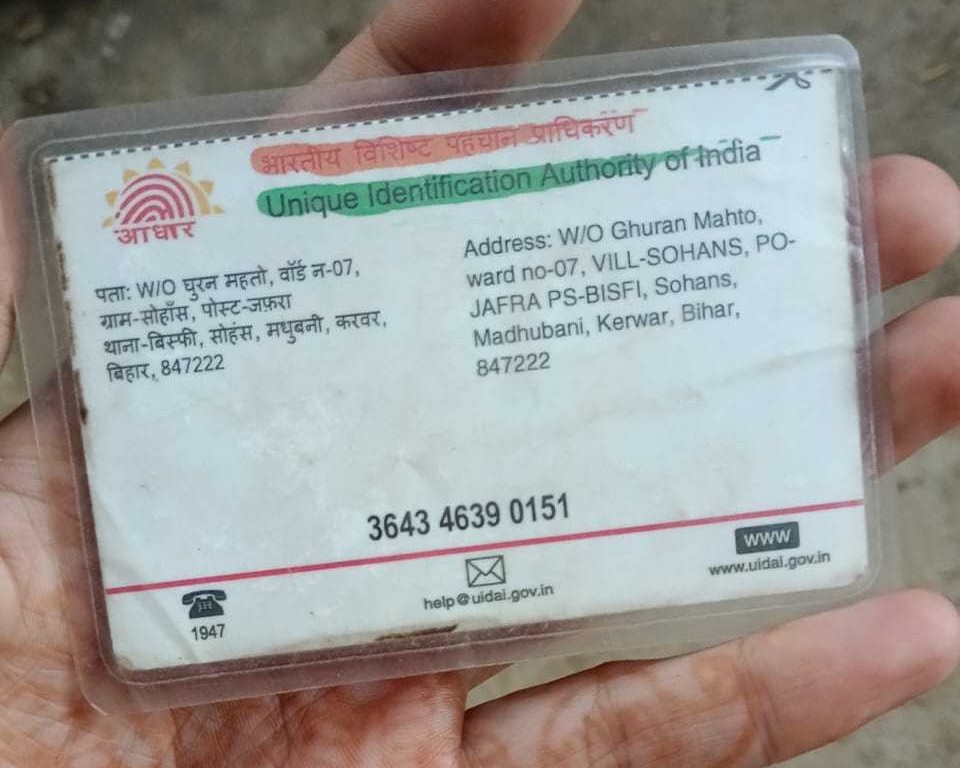 भारतीय विशिष्ट पहचान प्राधिकरण
Unique Identification Authority of India
आधार
पता: W/O घुरन महतो, वॉर्ड न-07,
ग्राम-सोहाँस, पोस्ट-जफ़रा
थाना-बिस्फी, सोहंस, मधुबनी, करवर,
बिहार, 847222
Address: W/O Ghuran Mahto,
ward no-07, VILL-SOHANS, PO-
JAFRA PS-BISFI, Sohans,
Madhubani, Kerwar, Bihar,
847222
3643 4639 0151
1947
help@uidai.gov.in
www
www.uidai.gov.in